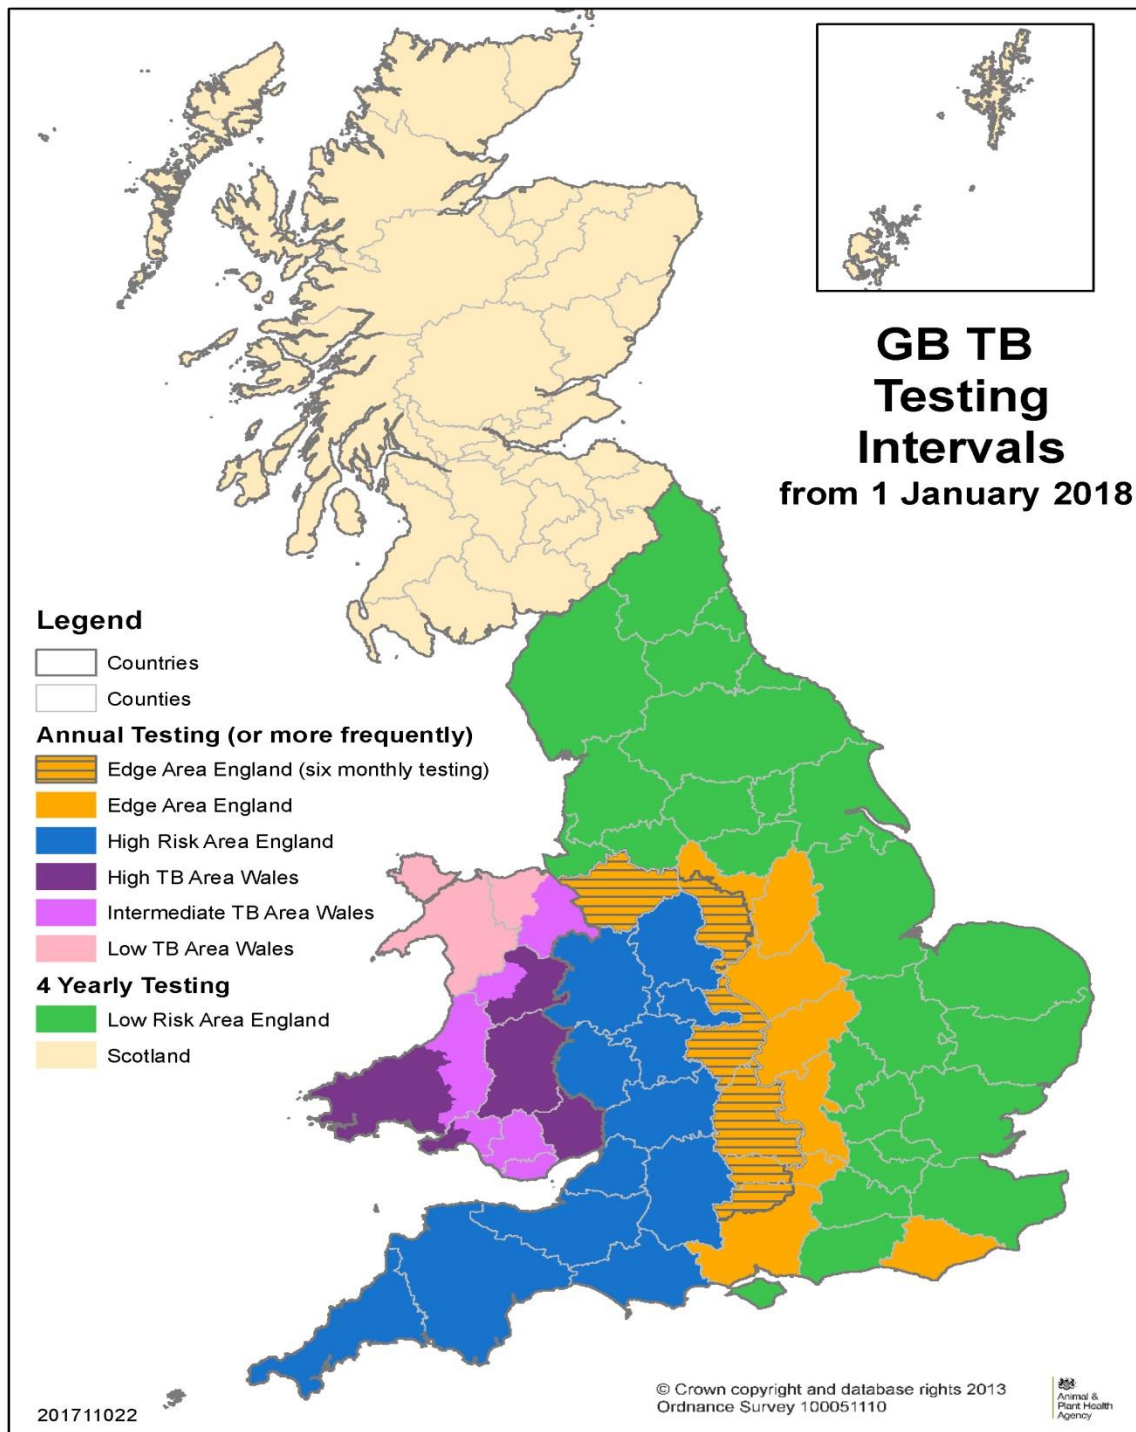 GB TB
Testing
Intervals
from 1 January 2018
Legend
Countries
Counties
Annual Testing (or more frequently)
Edge Area England (six monthly testing)
Edge Area England
High Risk Area England
High TB Area Wales
Intermediate TB Area Wales
Low TB Area Wales
4 Yearly Testing
Low Risk Area England
Scotland
201711022
© Crown copyright and database rights 2013
Ordnance Survey 100051110
Animal &
Plant Health
Agency